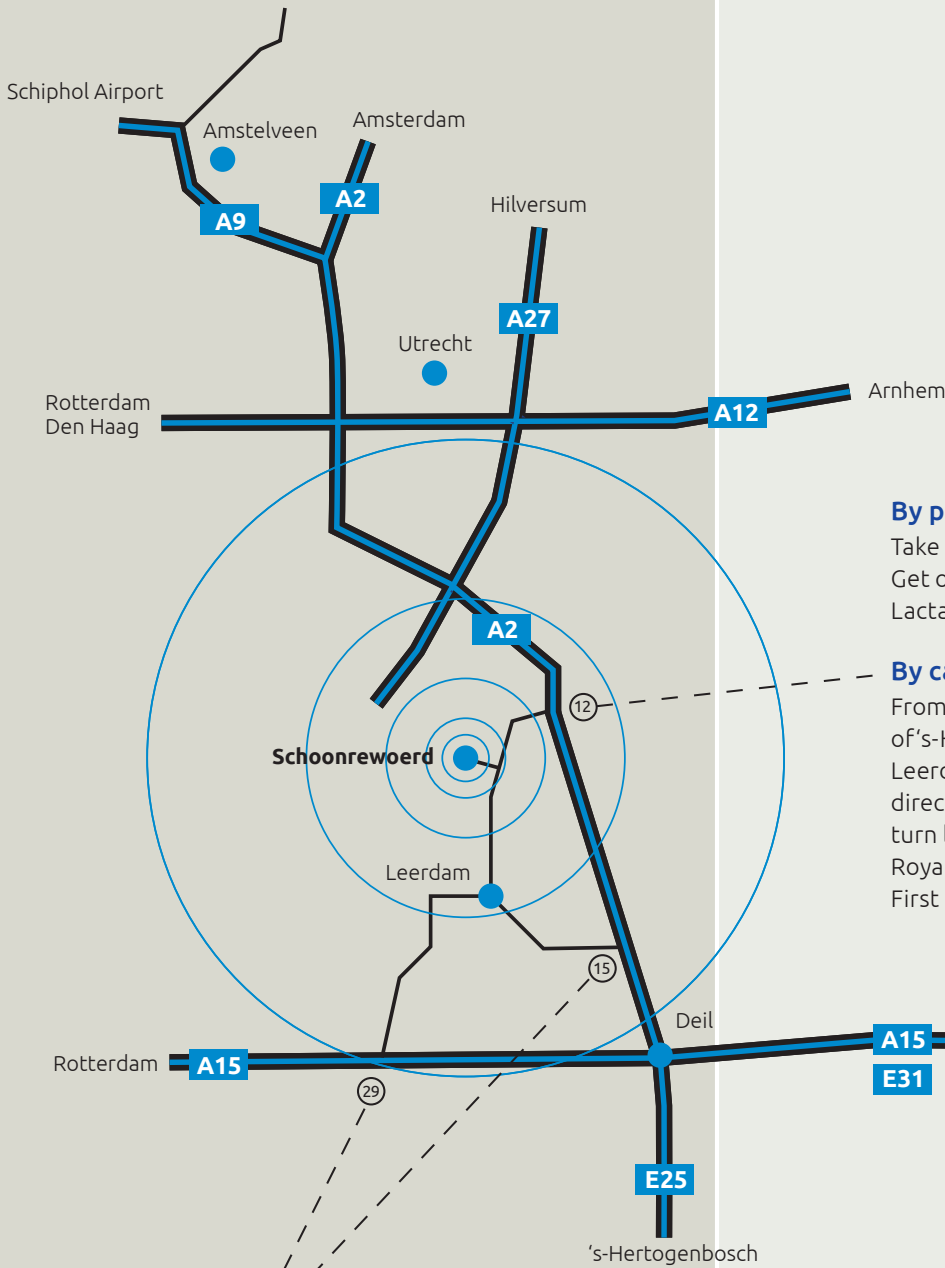 Schiphol Airport
Amstelveen
Amsterdam
A2
A9
Hilversum
A27
Utrecht
Rotterdam
Den Haag
Arnhem
A12
By p
Take
Get o
Lacta
A2
By ca
From
of‘s-H
Leerd
direc
turn l
Roya
First
12
Schoonrewoerd
Leerdam
15
Deil
Rotterdam
A15
A15
E31
29
E25
‘s-Hertogenbosch